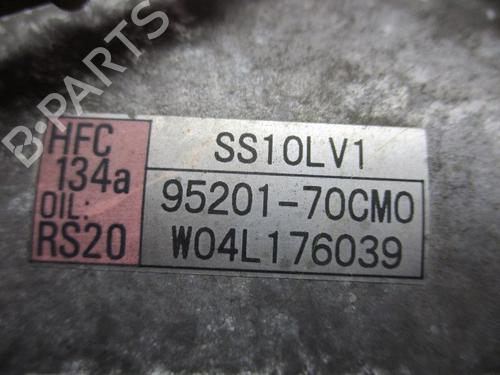 B-PARTS
HFC
134a
OIL:
RS20
SS10LV1
95201-70CM0
W04L176039